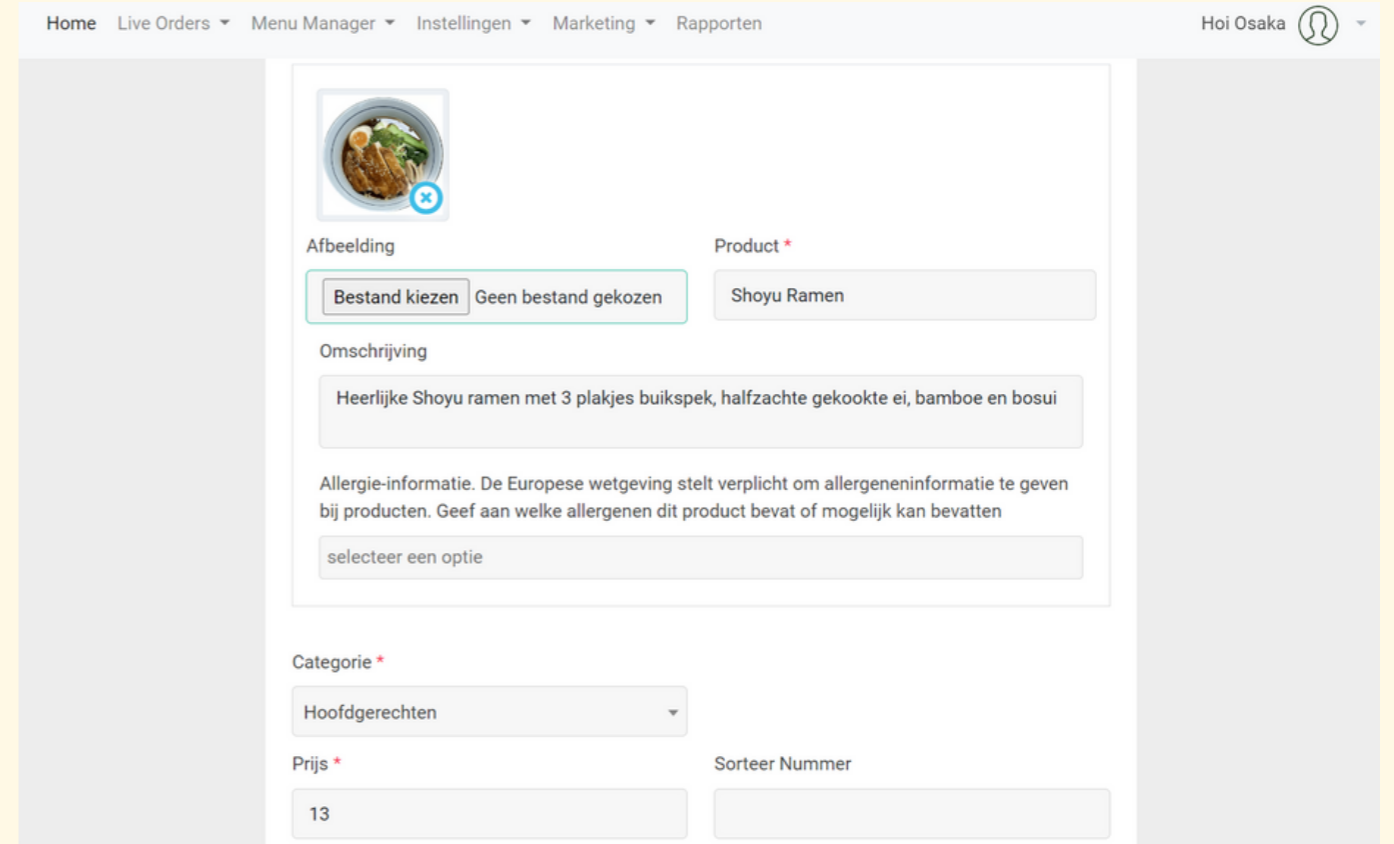 Home Live Orders Menu Manager Instellingen Marketing Rapporten Hoi Osaka
Afbeelding Product *
Bestand kiezen Geen bestand gekozen Shoyu Ramen
Omschrijving
Heerlijke Shoyu ramen met 3 plakjes buikspek, halfzachte gekookte ei, bamboe en bosui
Allergie-informatie. De Europese wetgeving stelt verplicht om allergeneninformatie te geven
bij producten. Geef aan welke allergenen dit product bevat of mogelijk kan bevatten
selecteer een optie
Categorie *
Hoofdgerechten
Prijs * Sorteer Nummer
13